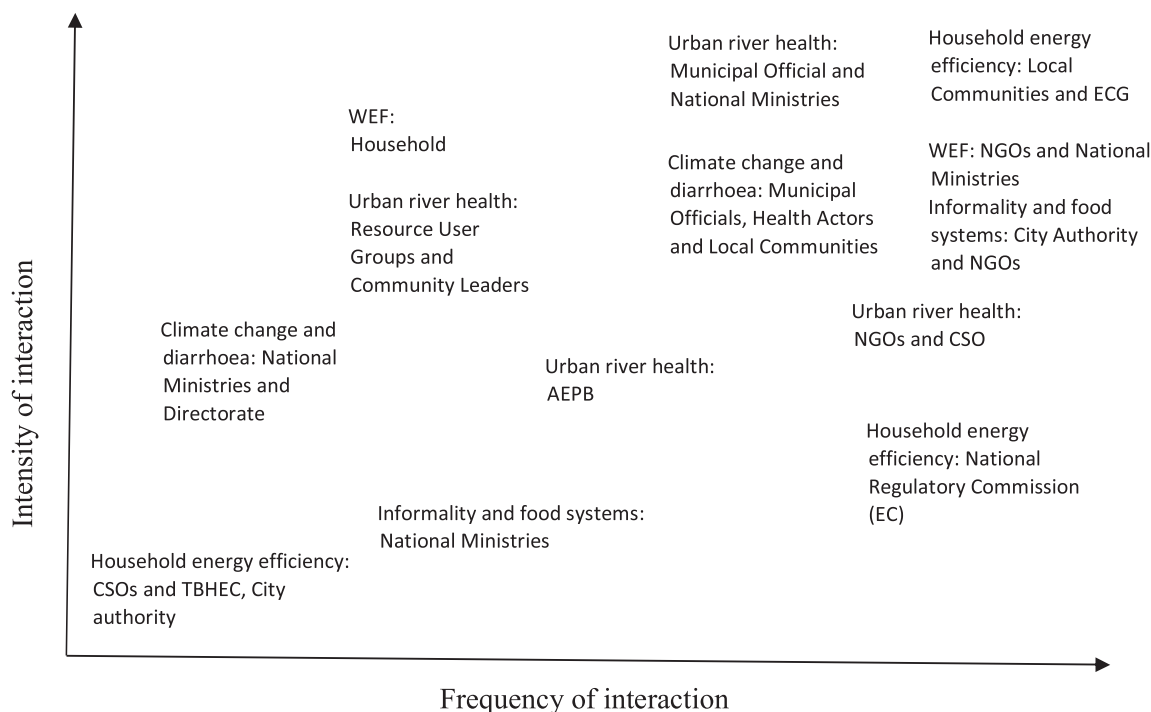 Urban river health:
Municipal Official and
National Ministries
Household energy
efficiency: Local
Communities and ECG
WEF:
Household
Climate change and
diarrhoea: Municipal
Officials, Health Actors
and Local Communities
WEF: NGOs and National
Ministries
Informality and food
systems: City Authority
and NGOs
Urban river health:
Resource User
Groups and
Community Leaders
Urban river health:
NGOs and CSO
Climate change and
diarrhoea: National
Ministries and
Directorate
Urban river health:
AEPB
Household energy
efficiency: National
Regulatory Commission
(EC)
Informality and food systems:
National Ministries
Household energy efficiency:
CSOs and TBHEC, City
authority
Intensity of interaction
Frequency of interaction